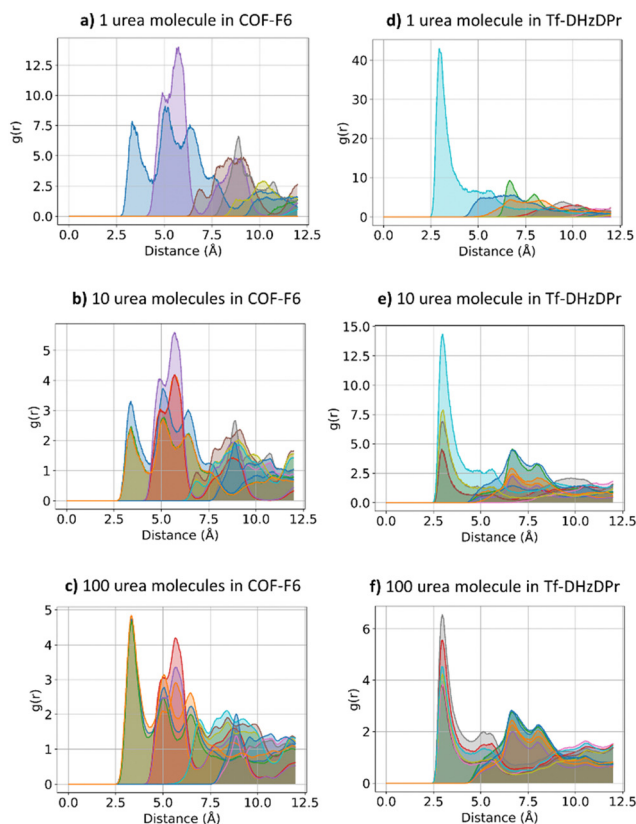 a) 1 urea molecule in COF-F6
12.5
10.0
7.5
5.0
2.5
0.0
g(r)
0.0 2.5 5.0 7.5 10.0 12.5
Distance (Å)
d) 1 urea molecule in Tf-DHzDPr
40
30
20
10
0
g(r)
0.0 2.5 5.0 7.5 10.0 12.5
Distance (Å)
b) 10 urea molecules in COF-F6
5
4
3
2
1
0
g(r)
0.0 2.5 5.0 7.5 10.0 12.5
Distance (Å)
e) 10 urea molecule in Tf-DHzDPr
15.0
12.5
10.0
7.5
5.0
2.5
0.0
g(r)
0.0 2.5 5.0 7.5 10.0 12.5
Distance (Å)
c) 100 urea molecules in COF-F6
5
4
3
2
1
0
g(r)
0.0 2.5 5.0 7.5 10.0 12.5
Distance (Å)
f) 100 urea molecule in Tf-DHzDPr
6
4
2
0
g(r)
0.0 2.5 5.0 7.5 10.0 12.5
Distance (Å)